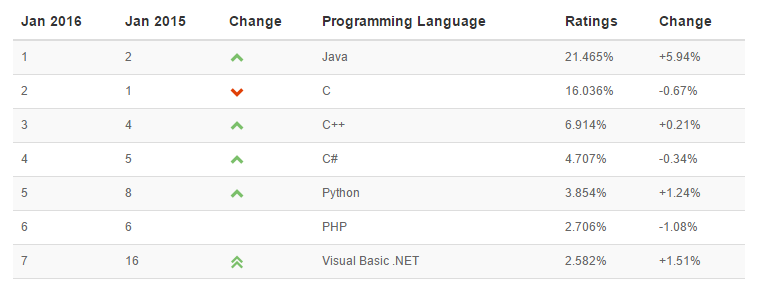 Jan 2016 Jan 2015 Change Programming Language Ratings Change
1 2 Java 21.465% +5.94%
2 1 C 16.036% -0.67%
3 4 C++ 6.914% +0.21%
4 5 C# 4.707% -0.34%
5 8 Python 3.854% +1.24%
6 6 PHP 2.706% -1.08%
7 16 Visual Basic .NET 2.582% +1.51%